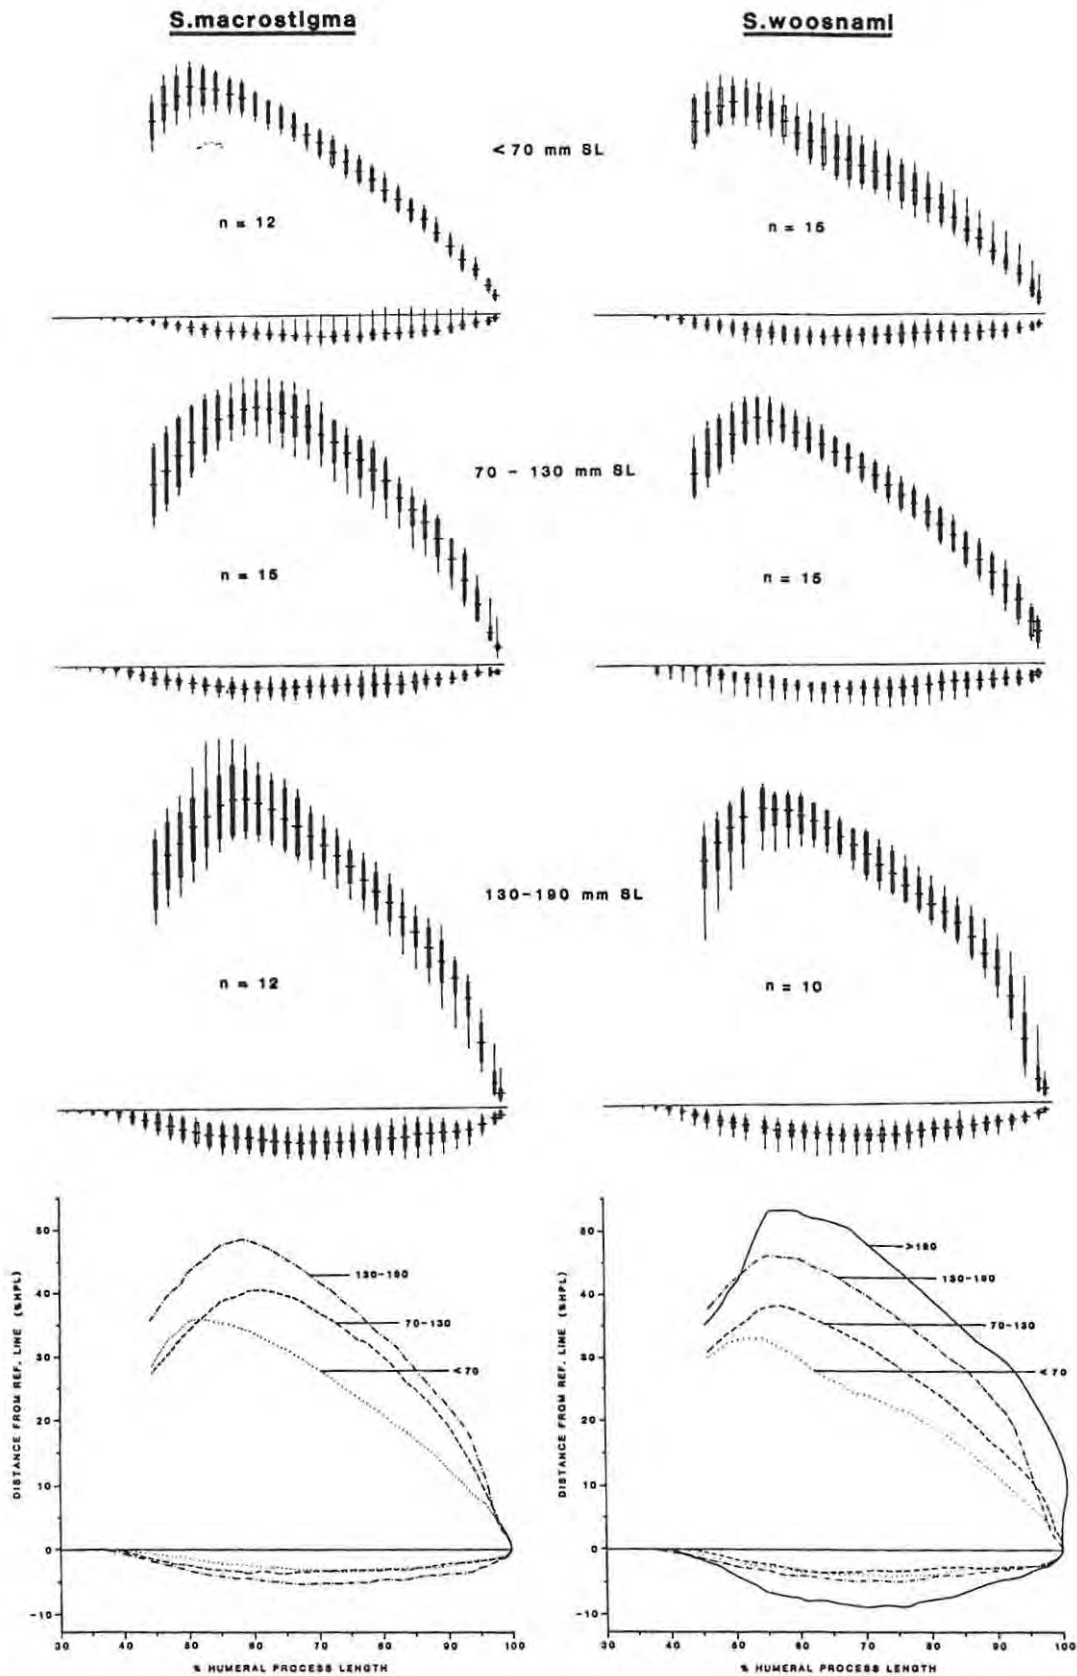 S.macrostigma
S.woosnami
<70 mm SL
n = 12
n = 15
70 - 130 mm SL
n = 15
n = 15
130-190 mm SL
n = 12
n = 10
DISTANCE FROM REF. LINE (%HPL)
50
40
30
20
10
0
-10
130-190
70-130
<70
30 40 50 60 70 80 90 100
% HUMERAL PROCESS LENGTH
DISTANCE FROM REF. LINE (%HPL)
50
40
30
20
10
0
-10
>190
130-190
70-130
<70
30 40 50 60 70 80 90 100
% HUMERAL PROCESS LENGTH